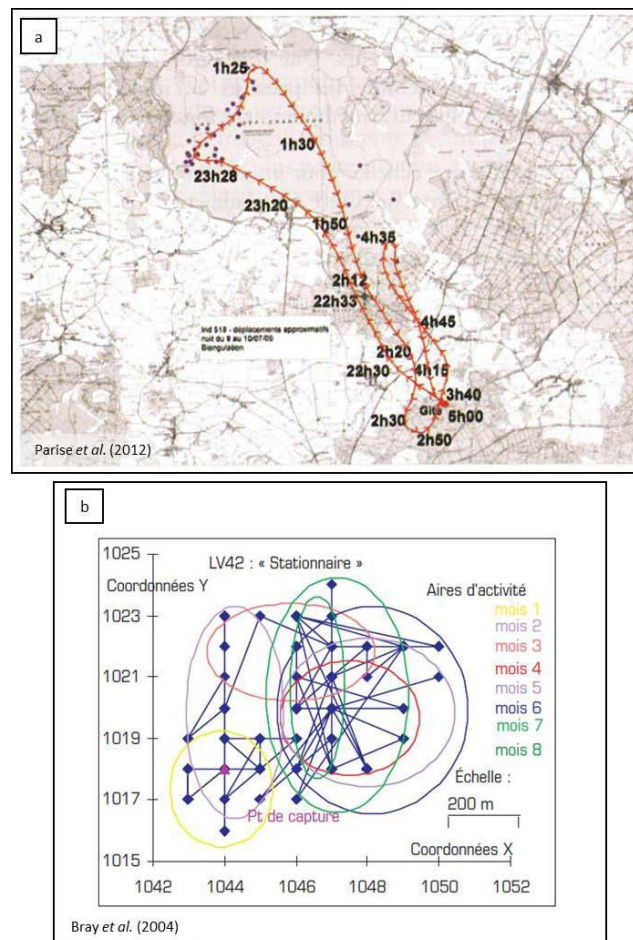 a
1h25
1h30
23h28
23h20
1h50
4h35
2h12
22h33
4h45
Ind 518 - déplacements approximatifs
nuit du 9 au 10/07/09
Biangulation
2h20
4h15
22h30
3h40
Gîte
2h30
5h00
2h50
Parise et al. (2012)
b
LV42 : « Stationnaire »
Coordonnées Y
1025
1023
1021
1019
1017
1015
Aires d'activité
mois 1
mois 2
mois 3
mois 4
mois 5
mois 6
mois 7
mois 8
Échelle :
200 m
Pt de capture
Coordonnées X
1042 1044 1046 1048 1050 1052
Bray et al. (2004)